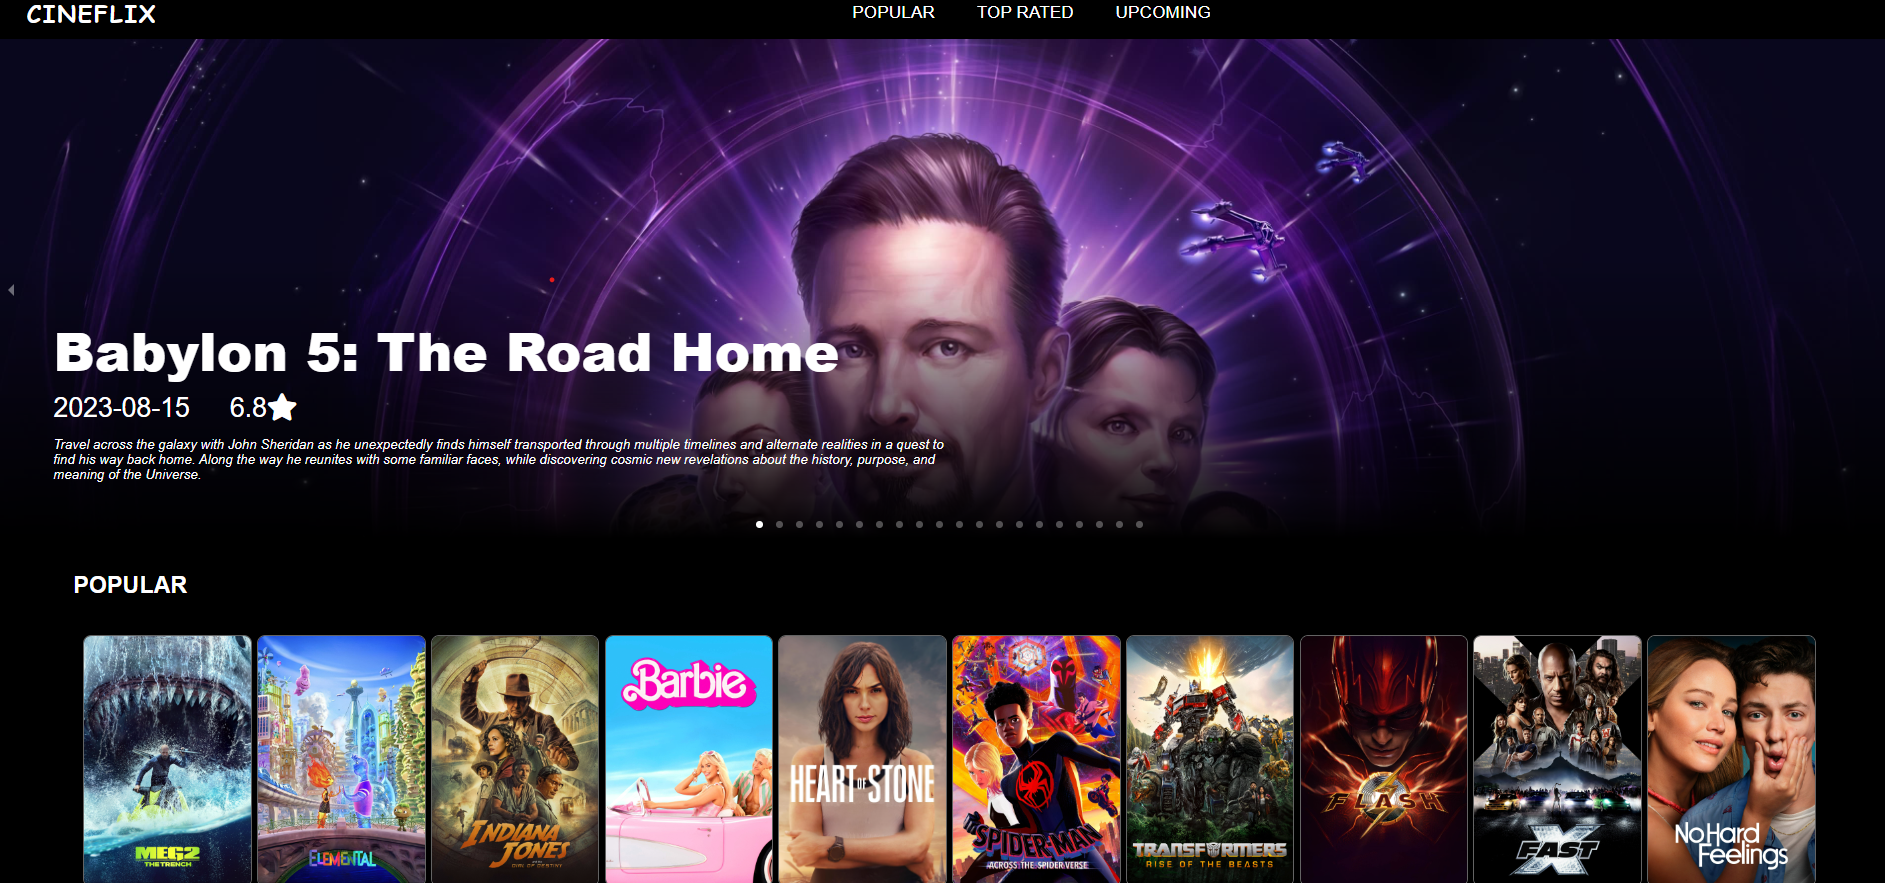 CINEFLIX
POPULAR
TOP RATED
UPCOMING
Babylon 5: The Road Home
2023-08-15 6.8
Travel across the galaxy with John Sheridan as he unexpectedly finds himself transported through multiple timelines and alternate realities in a quest to
find his way back home. Along the way he reunites with some familiar faces, while discovering cosmic new revelations about the history, purpose, and
meaning of the Universe.
POPULAR
MEG2
THE TRENCH
ELEMENTAL
INDIANA
JONES
AND THE
DIAL OF DESTINY
Barbie
HEART OF STONE
SPIDER-MAN
ACROSS THE SPIDER-VERSE
TRANSFORMERS
RISE OF THE BEASTS
FLASH
FAST X
No Hard
Feelings